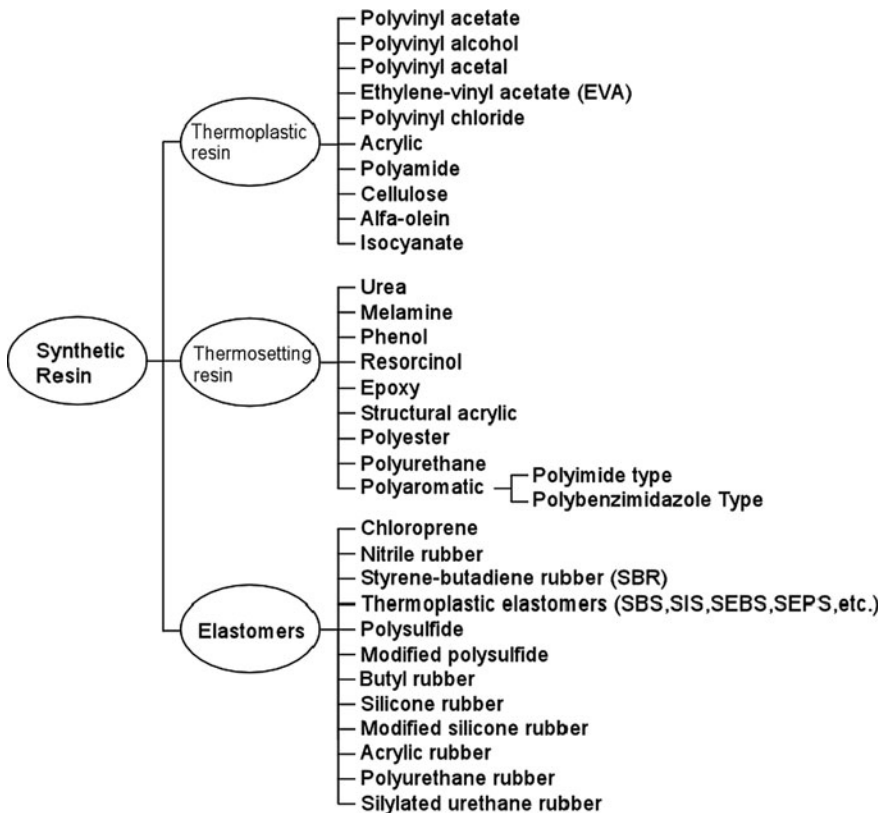 Polyvinyl acetate
Polyvinyl alcohol
Polyvinyl acetal
Ethylene-vinyl acetate (EVA)
Polyvinyl chloride
Acrylic
Polyamide
Cellulose
Alfa-olein
Isocyanate
Thermoplastic
resin
Urea
Melamine
Phenol
Resorcinol
Epoxy
Structural acrylic
Polyester
Polyurethane
Polyaromatic
Polyimide type
Polybenzimidazole Type
Synthetic
Resin
Thermosetting
resin
Chloroprene
Nitrile rubber
Styrene-butadiene rubber (SBR)
Thermoplastic elastomers (SBS,SIS,SEBS,SEPS,etc.)
Polysulfide
Modified polysulfide
Butyl rubber
Silicone rubber
Modified silicone rubber
Acrylic rubber
Polyurethane rubber
Silylated urethane rubber
Elastomers